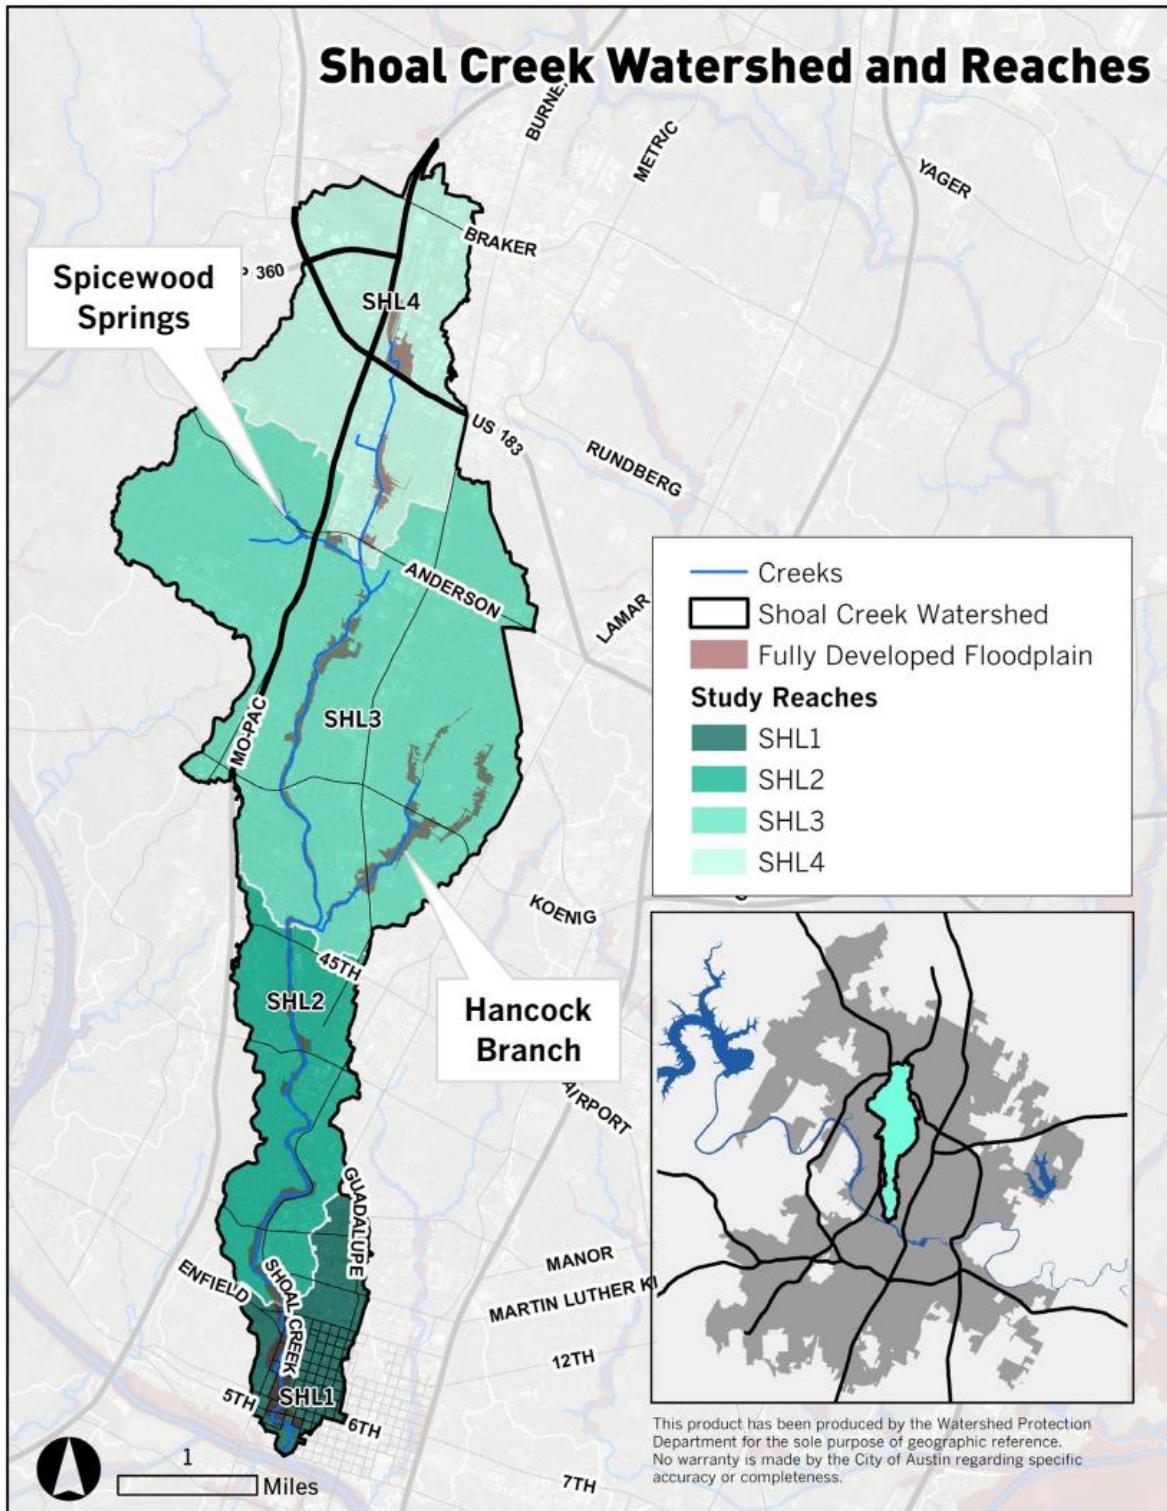 Shoal Creek Watershed and Reaches
METRIC
YAGER
BRAKER
Spicewood
Springs
360
SHL4
US 183
RUNDBERG
ANDERSON
LAMAR
Creeks
Shoal Creek Watershed
Fully Developed Floodplain
Study Reaches
SHL1
SHL2
SHL3
SHL4
MO-PAC
SHL3
KOENIG
45TH
SHL2
Hancock
Branch
AIRPORT
GUADALUPE
MANOR
ENFIELD
SHOAL CREEK
MARTIN LUTHER KI
12TH
5TH
SHL1
6TH
7TH
1
Miles
This product has been produced by the Watershed Protection
Department for the sole purpose of geographic reference.
No warranty is made by the City of Austin regarding specific
accuracy or completeness.